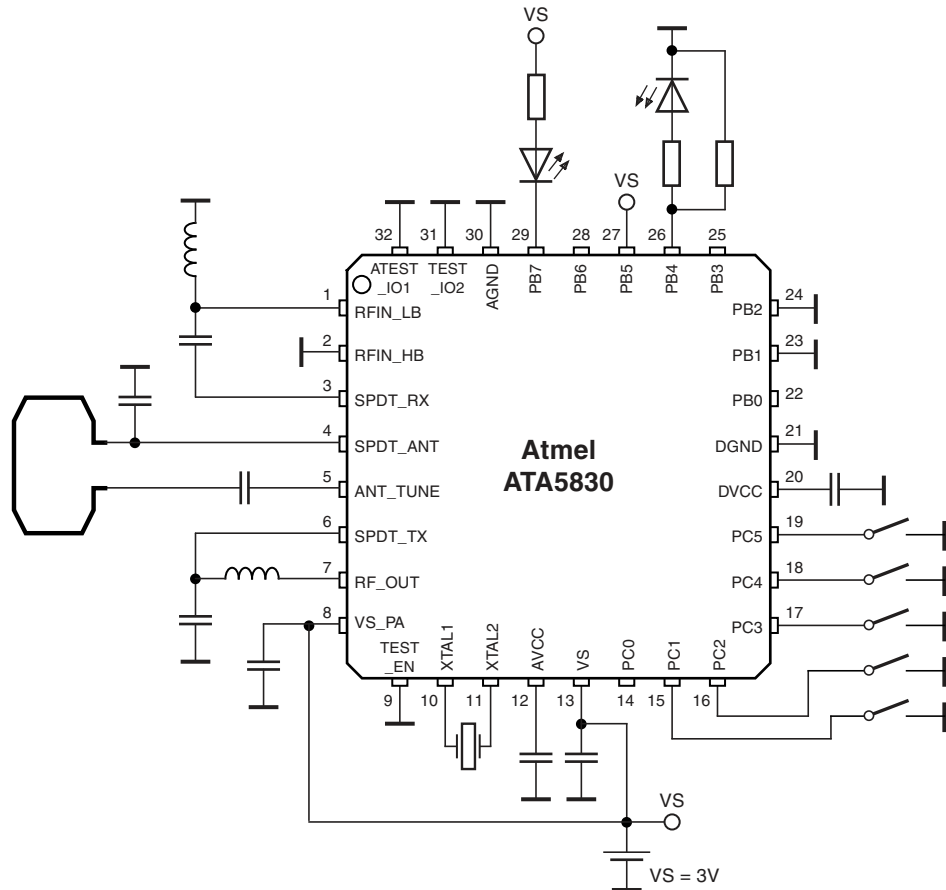 VS
VS
32
31
30
29
28
27
26
25
ATEST
_IO1
TEST
_IO2
AGND
PB7
PB6
PB5
PB4
PB3
1
RFIN_LB
2
RFIN_HB
3
SPDT_RX
4
SPDT_ANT
5
ANT_TUNE
6
SPDT_TX
7
RF_OUT
8
VS_PA
Atmel
ATA5830
PB2
24
PB1
23
PB0
22
DGND
21
DVCC
20
PC5
19
PC4
18
PC3
17
TEST
_EN
XTAL1
XTAL2
AVCC
VS
PC0
PC1
PC2
9
10
11
12
13
14
15
16
VS
VS = 3V